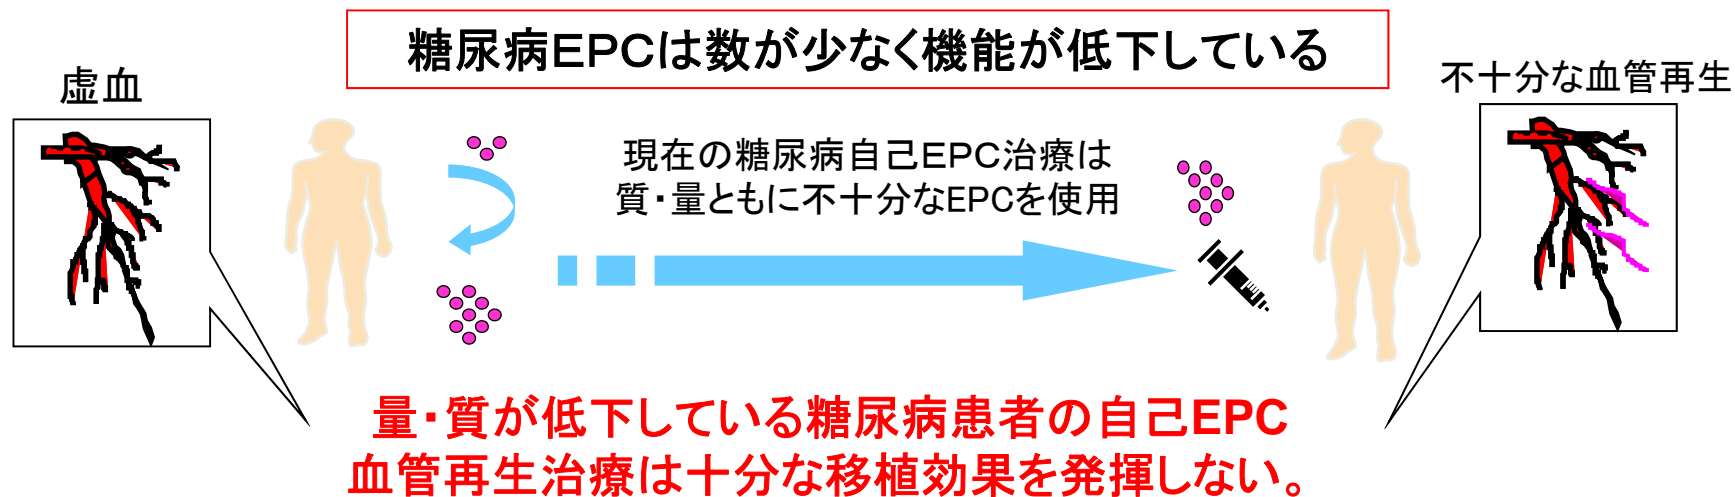 糖尿病ＥＰＣは数が少なく機能が低下している
虚血
不十分な血管再生
現在の糖尿病自己ＥＰＣ治療は
質・量ともに不十分なEPCを使用
量・質が低下している糖尿病患者の自己EPC
血管再生治療は十分な移植効果を発揮しない。